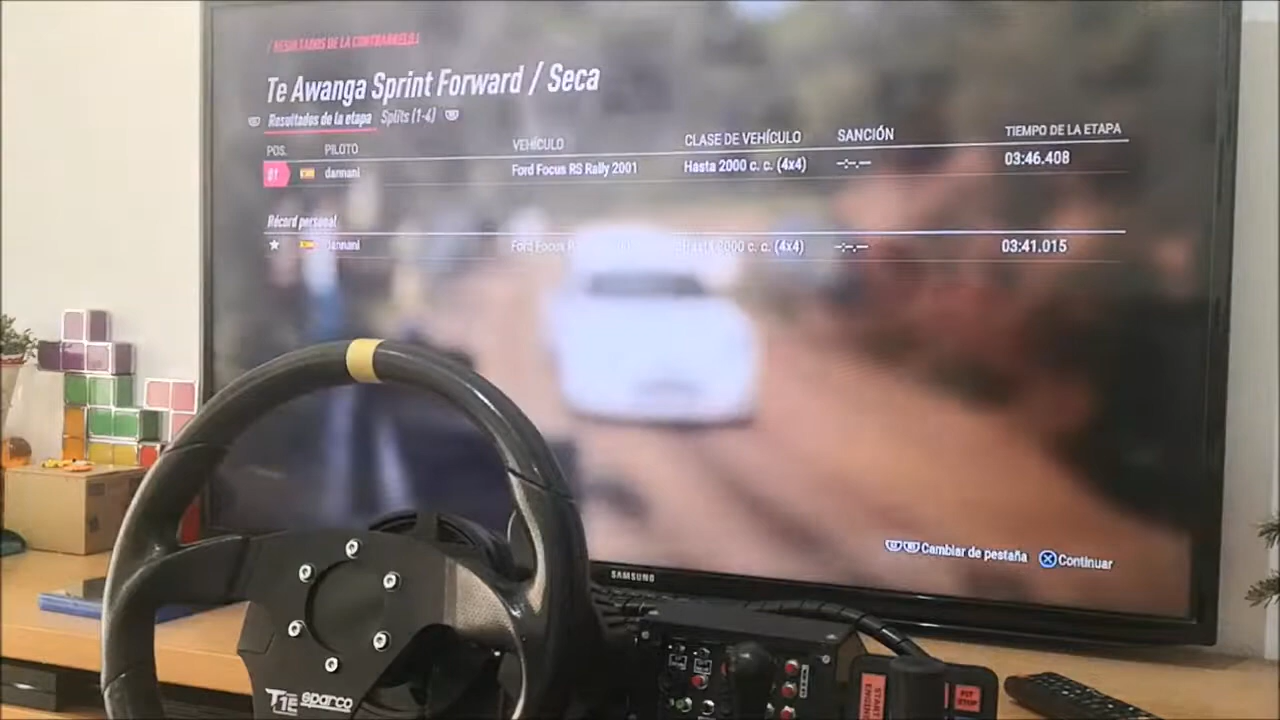 RESULTADOS DE LA CONTRARRELOJ
Te Awanga Sprint Forward / Seca
Resultados de la etapa Splits (1-4)
POS. PILOTO VEHÍCULO CLASE DE VEHÍCULO SANCIÓN TIEMPO DE LA ETAPA
01 dannani Ford Focus RS Rally 2001 Hasta 2000 c. c. (4x4) --:--.--- 03:46.408
Récord personal
dannani Ford Focus Hasta 2000 c. c. (4x4) --:--.--- 03:41.015
Cambiar de pestaña Continuar
SAMSUNG
T1E sparco
START ENGINE
PIT STOP